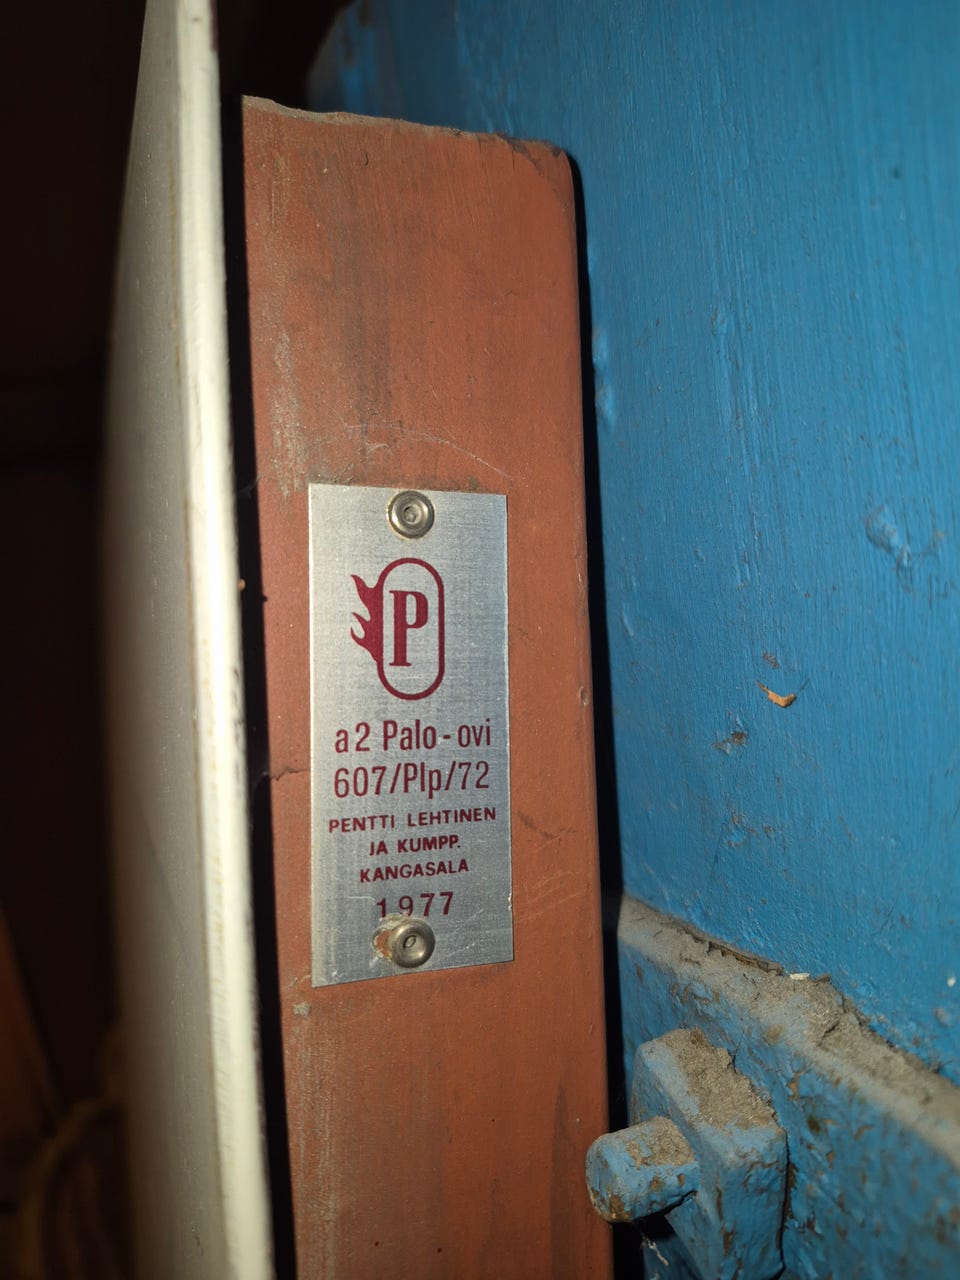 P
a2 Palo-ovi
607/Plp/72
PENTTI LEHTINEN
JA KUMPP.
KANGASALA
1977